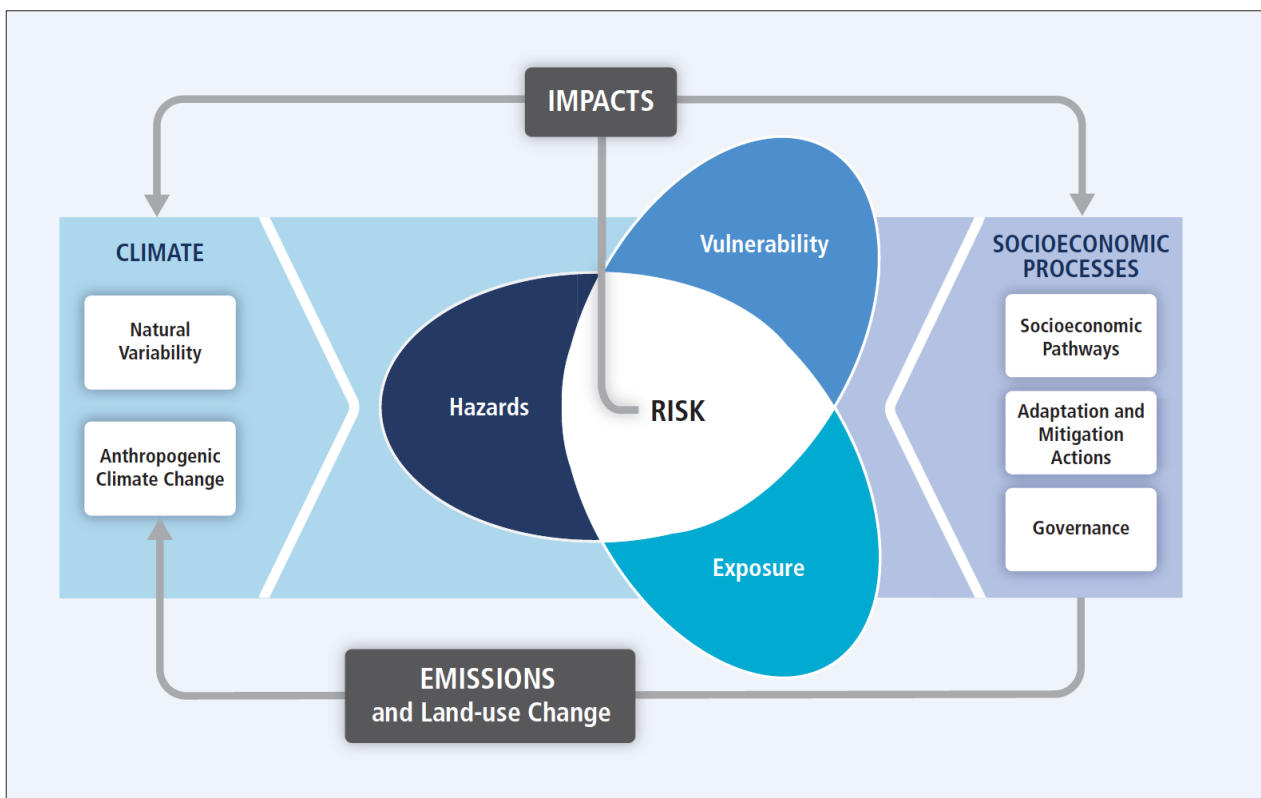 IMPACTS
CLIMATE
Natural
Variability
Anthropogenic
Climate Change
Vulnerability
Hazards
RISK
Exposure
SOCIOECONOMIC
PROCESSES
Socioeconomic
Pathways
Adaptation and
Mitigation
Actions
Governance
EMISSIONS
and Land-use Change